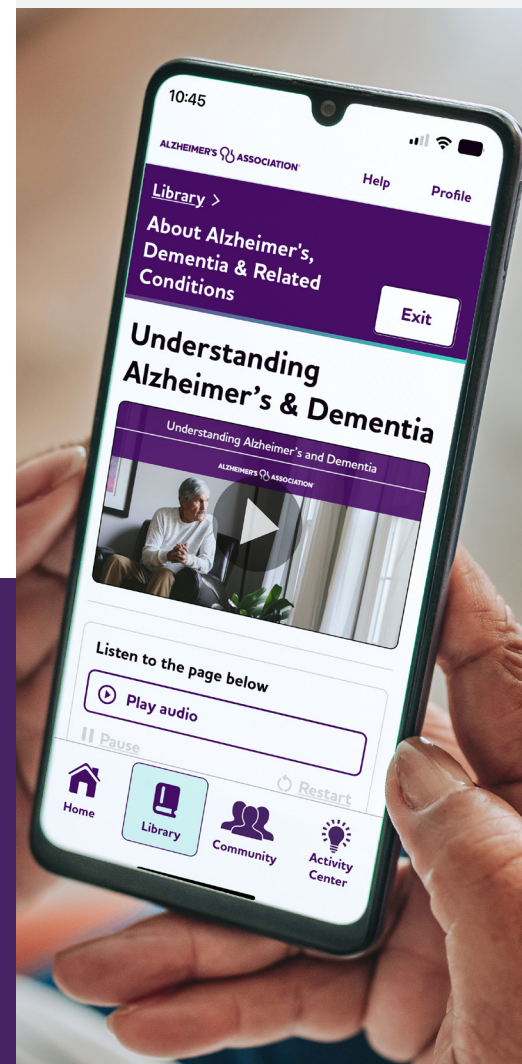 10:45
ALZHEIMER'S ASSOCIATION
Help
Profile
Library >
About Alzheimer's,
Dementia & Related
Conditions
Exit
Understanding
Alzheimer's & Dementia
Understanding Alzheimer's and Dementia
ALZHEIMER'S ASSOCIATION
Listen to the page below
Play audio
Pause
Restart
Home
Library
Community
Activity
Center